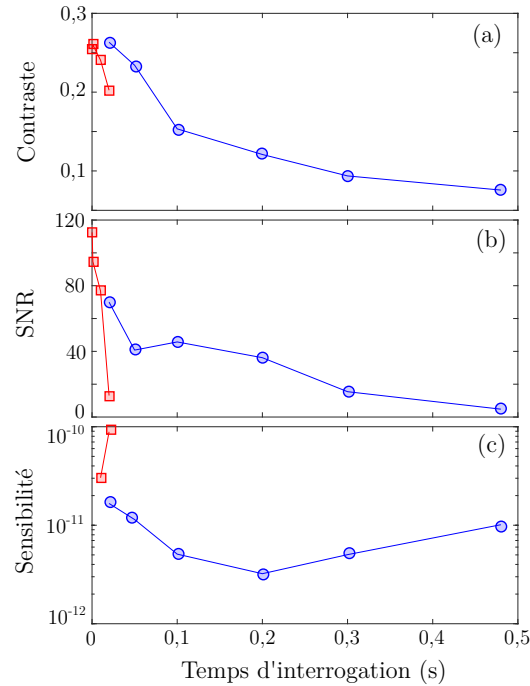 0,3
(a)
0,2
Contraste
0,1
120
(b)
80
SNR
40
0
10-10
(c)
Sensibilité
10-11
10-12
0 0,1 0,2 0,3 0,4 0,5
Temps d'interrogation (s)